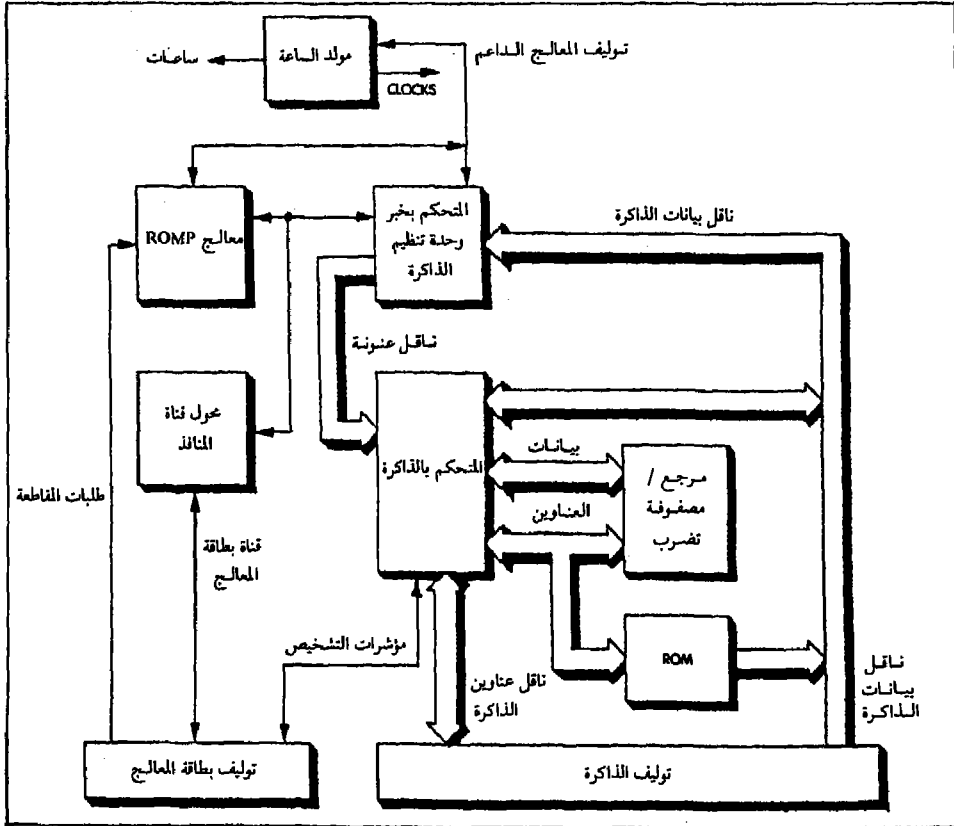 توليف المعالج الداعم
مولد الساعة
ساعات
CLOCKS
المتحكم بخبر
وحدة تنظيم
الذاكرة
معالج ROMP
ناقل بيانات الذاكرة
ناقل عنونة
محول قناة
المنافذ
المتحكم بالذاكرة
بيانات
مرجع /
مصفوفة
تضرب
العناوين
طلبات المقاطعة
قناة بطاقة
المعالج
ROM
مؤشرات التشخيص
ناقل عناوين
الذاكرة
ناقل
بيانات
الذاكرة
توليف بطاقة المعالج
توليف الذاكرة